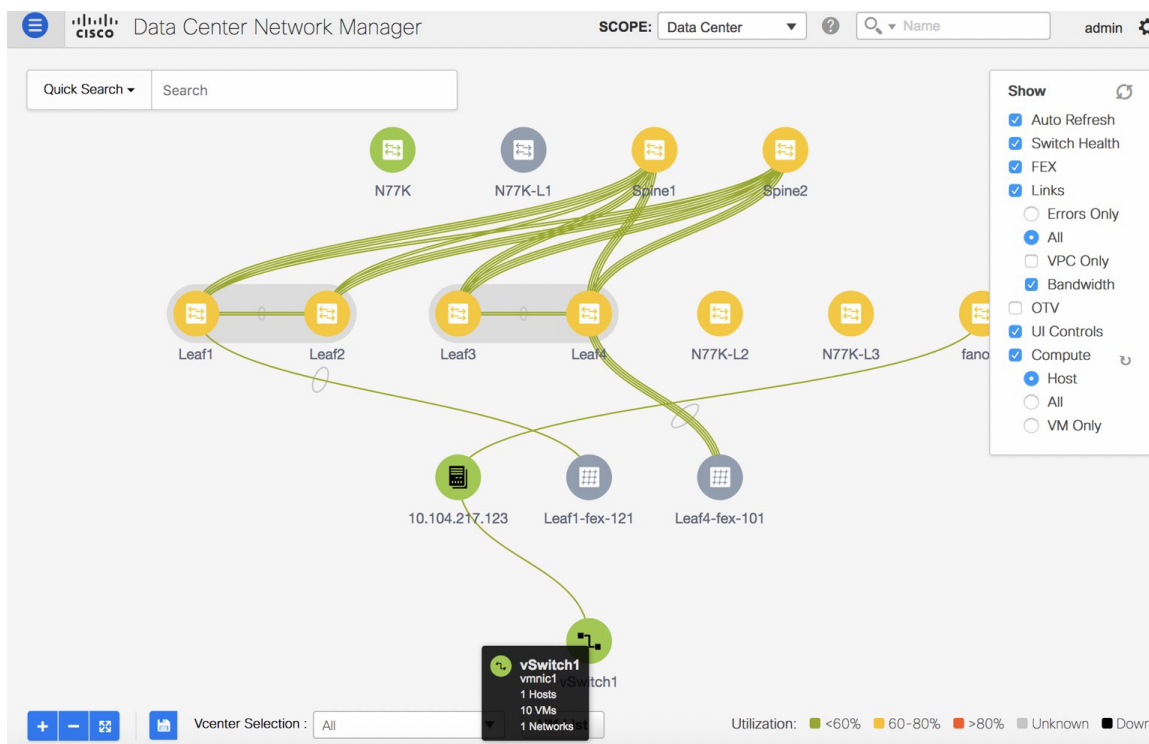 cisco Data Center Network Manager SCOPE: Data Center ? Name admin
Quick Search Search
Show
Auto Refresh
Switch Health
FEX
Links
Errors Only
All
VPC Only
Bandwidth
OTV
UI Controls
Compute
Host
All
VM Only
N77K N77K-L1 Spine1 Spine2
Leaf1 Leaf2 Leaf3 Leaf4 N77K-L2 N77K-L3 fano
10.104.217.123 Leaf1-fex-121 Leaf4-fex-101
vSwitch1
vSwitch1
vmnic1
1 Hosts
10 VMs
1 Networks
Vcenter Selection : All Utilization: <60% 60-80% >80% Unknown Down